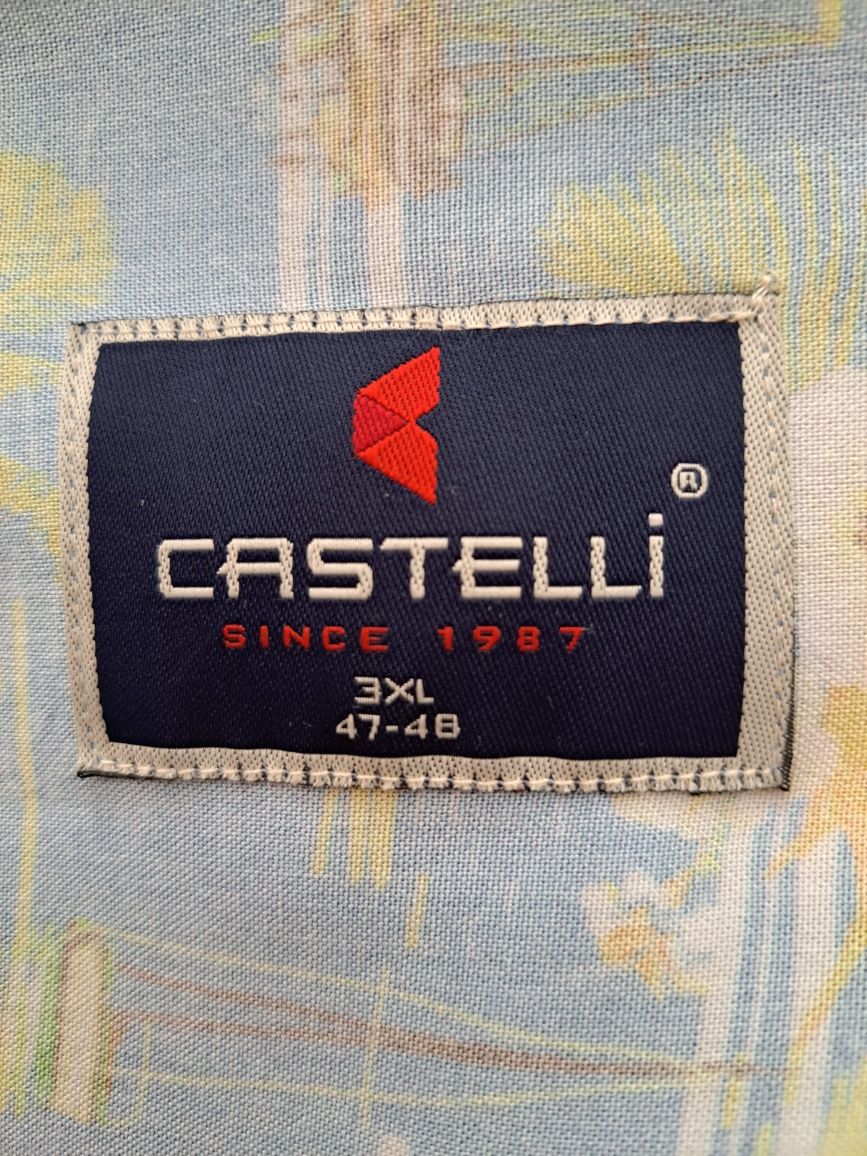 CASTELLi ®
SINCE 1987
3XL
47-48